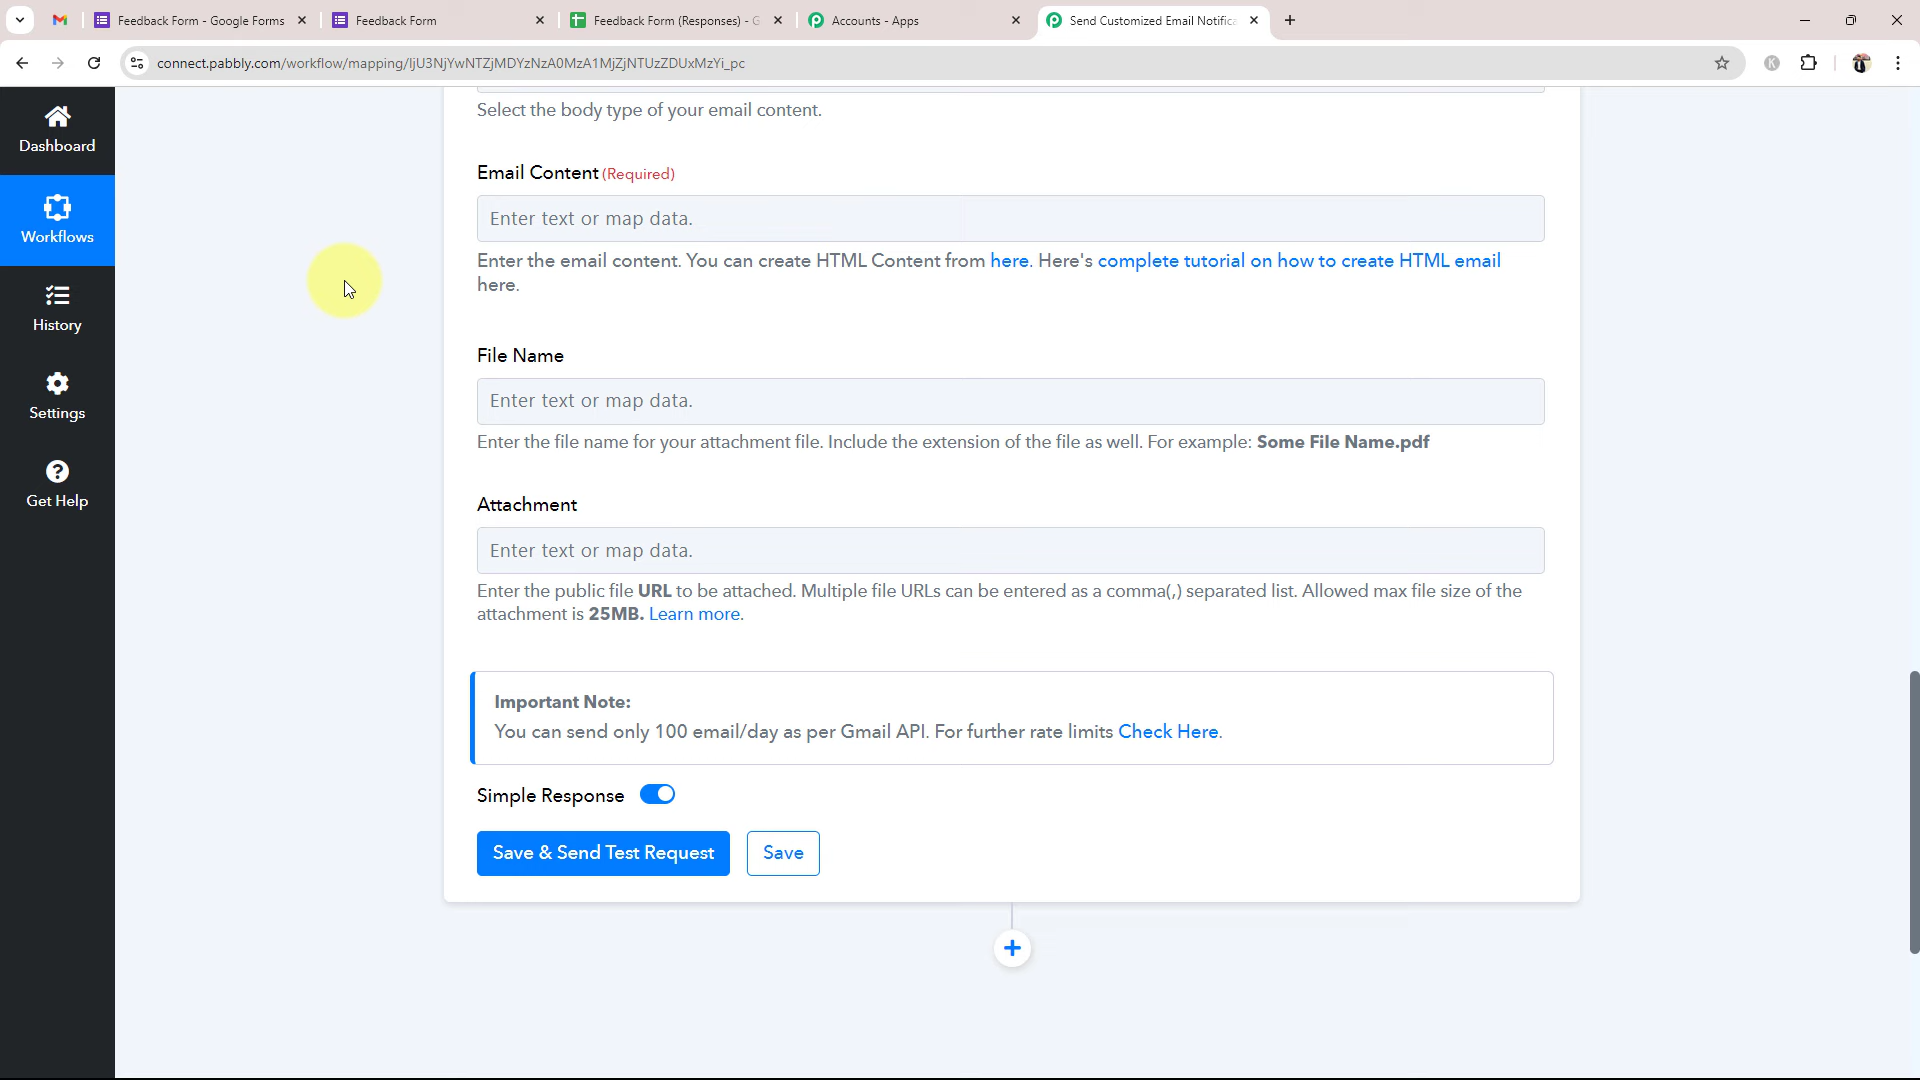 Feedback Form - Google Forms
Feedback Form
Feedback Form (Responses) - G
Accounts - Apps
Send Customized Email Notifica
connect.pabbly.com/workflow/mapping/
K
Dashboard
Workflows
History
Settings
Get Help
Select the body type of your email content.
Email Content (Required)
Enter text or map data.
Enter the email content. You can create HTML Content from here. Here's complete tutorial on how to create HTML email
here.
File Name
Enter text or map data.
Enter the file name for your attachment file. Include the extension of the file as well. For example: Some File Name.pdf
Attachment
Enter text or map data.
Enter the public file URL to be attached. Multiple file URLs can be entered as a comma(,) separated list. Allowed max file size of the
attachment is 25MB. Learn more.
Important Note:
You can send only 100 email/day as per Gmail API. For further rate limits Check Here.
Simple Response
Save & Send Test Request
Save